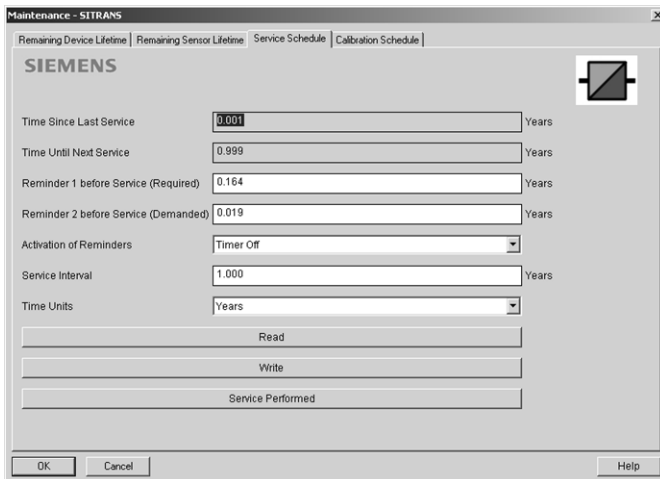 Maintenance - SITRANS
Remaining Device Lifetime Remaining Sensor Lifetime Service Schedule Calibration Schedule
SIEMENS
Time Since Last Service 0.001 Years
Time Until Next Service 0.999 Years
Reminder 1 before Service (Required) 0.164 Years
Reminder 2 before Service (Demanded) 0.019 Years
Activation of Reminders Timer Off
Service Interval 1.000 Years
Time Units Years
Read
Write
Service Performed
OK Cancel Help